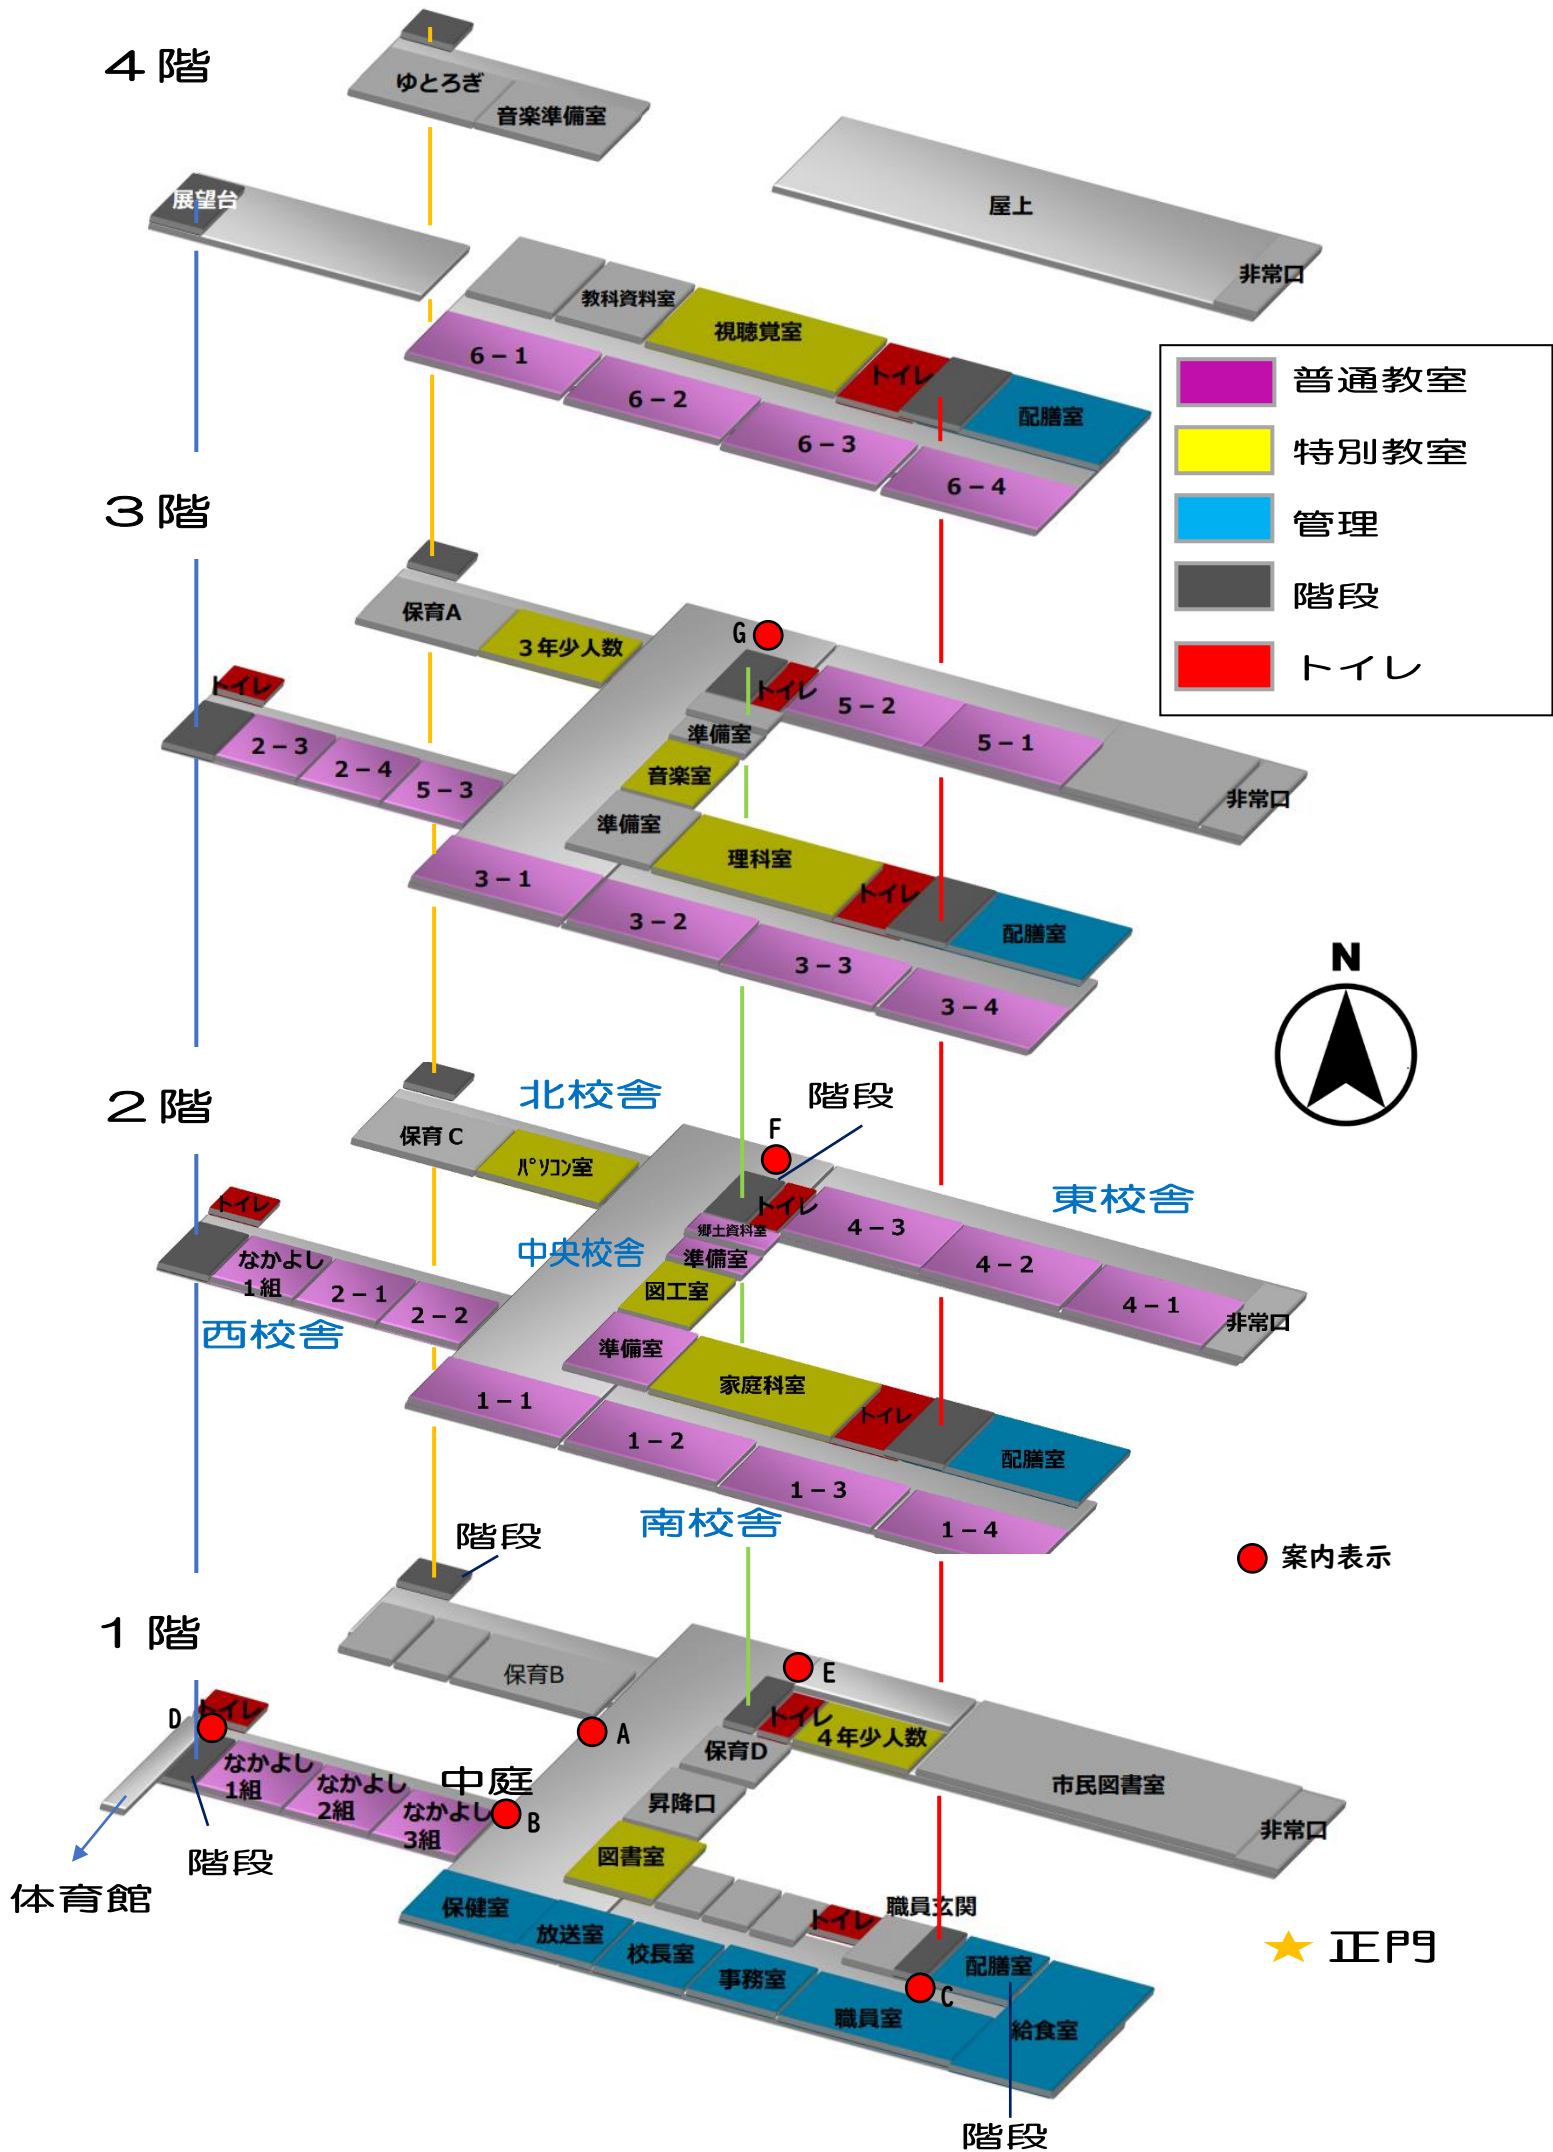 4階
ゆとろぎ
音楽準備室
展望台
屋上
非常口
教科資料室
視聴覚室
トイレ
配膳室
6-1
6-2
6-3
6-4
普通教室
特別教室
管理
階段
トイレ
3階
保育A
3年少人数
G
トイレ
トイレ
5-2
5-1
非常口
2-3
2-4
5-3
準備室
音楽室
準備室
理科室
トイレ
配膳室
3-1
3-2
3-3
3-4
N
2階
北校舎
階段
F
保育C
パソコン室
東校舎
トイレ
トイレ
郷土資料室
4-3
4-2
4-1
非常口
中央校舎
準備室
なかよし
1組
2-1
2-2
西校舎
図工室
準備室
家庭科室
トイレ
配膳室
1-1
1-2
1-3
1-4
南校舎
案内表示
1階
階段
保育B
E
D
トイレ
A
トイレ
4年少人数
保育D
市民図書室
非常口
なかよし
1組
なかよし
2組
なかよし
3組
中庭
B
昇降口
階段
体育館
図書室
職員玄関
トイレ
保健室
放送室
校長室
事務室
職員室
配膳室
C
給食室
正門
階段